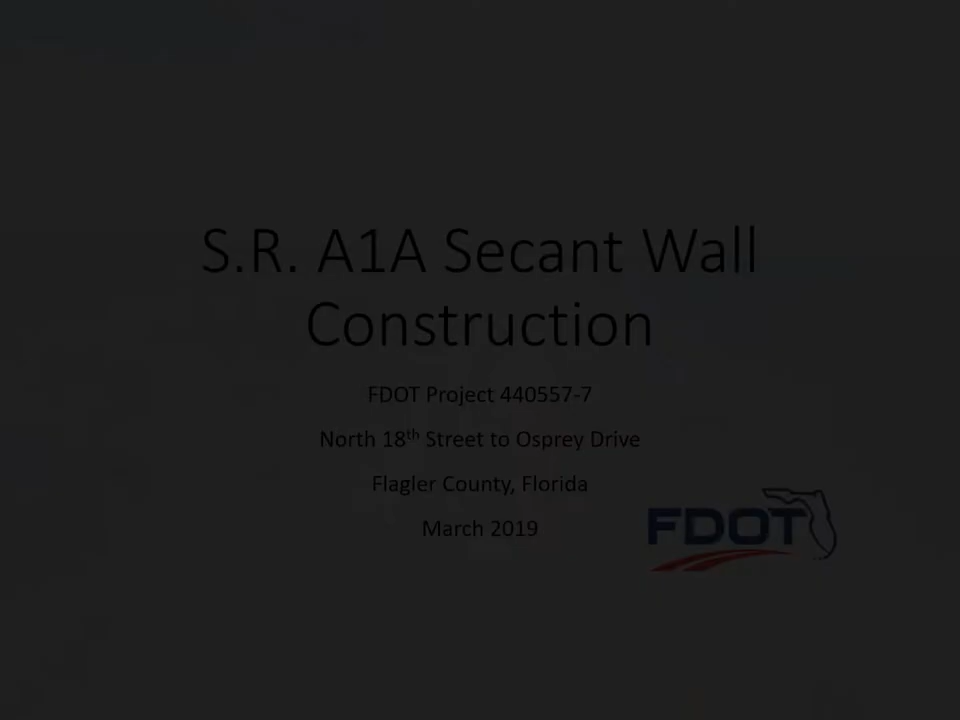 S.R. A1A Secant Wall
Construction
FDOT Project 440557-7
North 18th Street to Osprey Drive
Flagler County, Florida
March 2019
FDOT